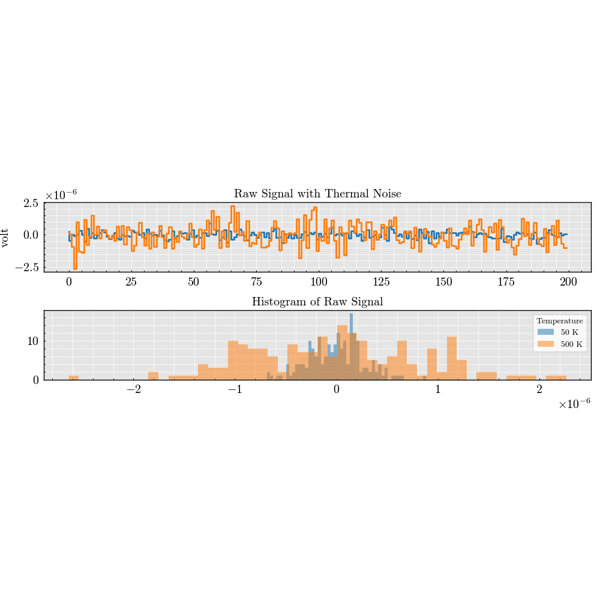 Raw Signal with Thermal Noise
×10⁻⁶
2.5
0.0
−2.5
volt
0 25 50 75 100 125 150 175 200
Histogram of Raw Signal
10
0
Temperature
50 K
500 K
−2 −1 0 1 2
×10⁻⁶